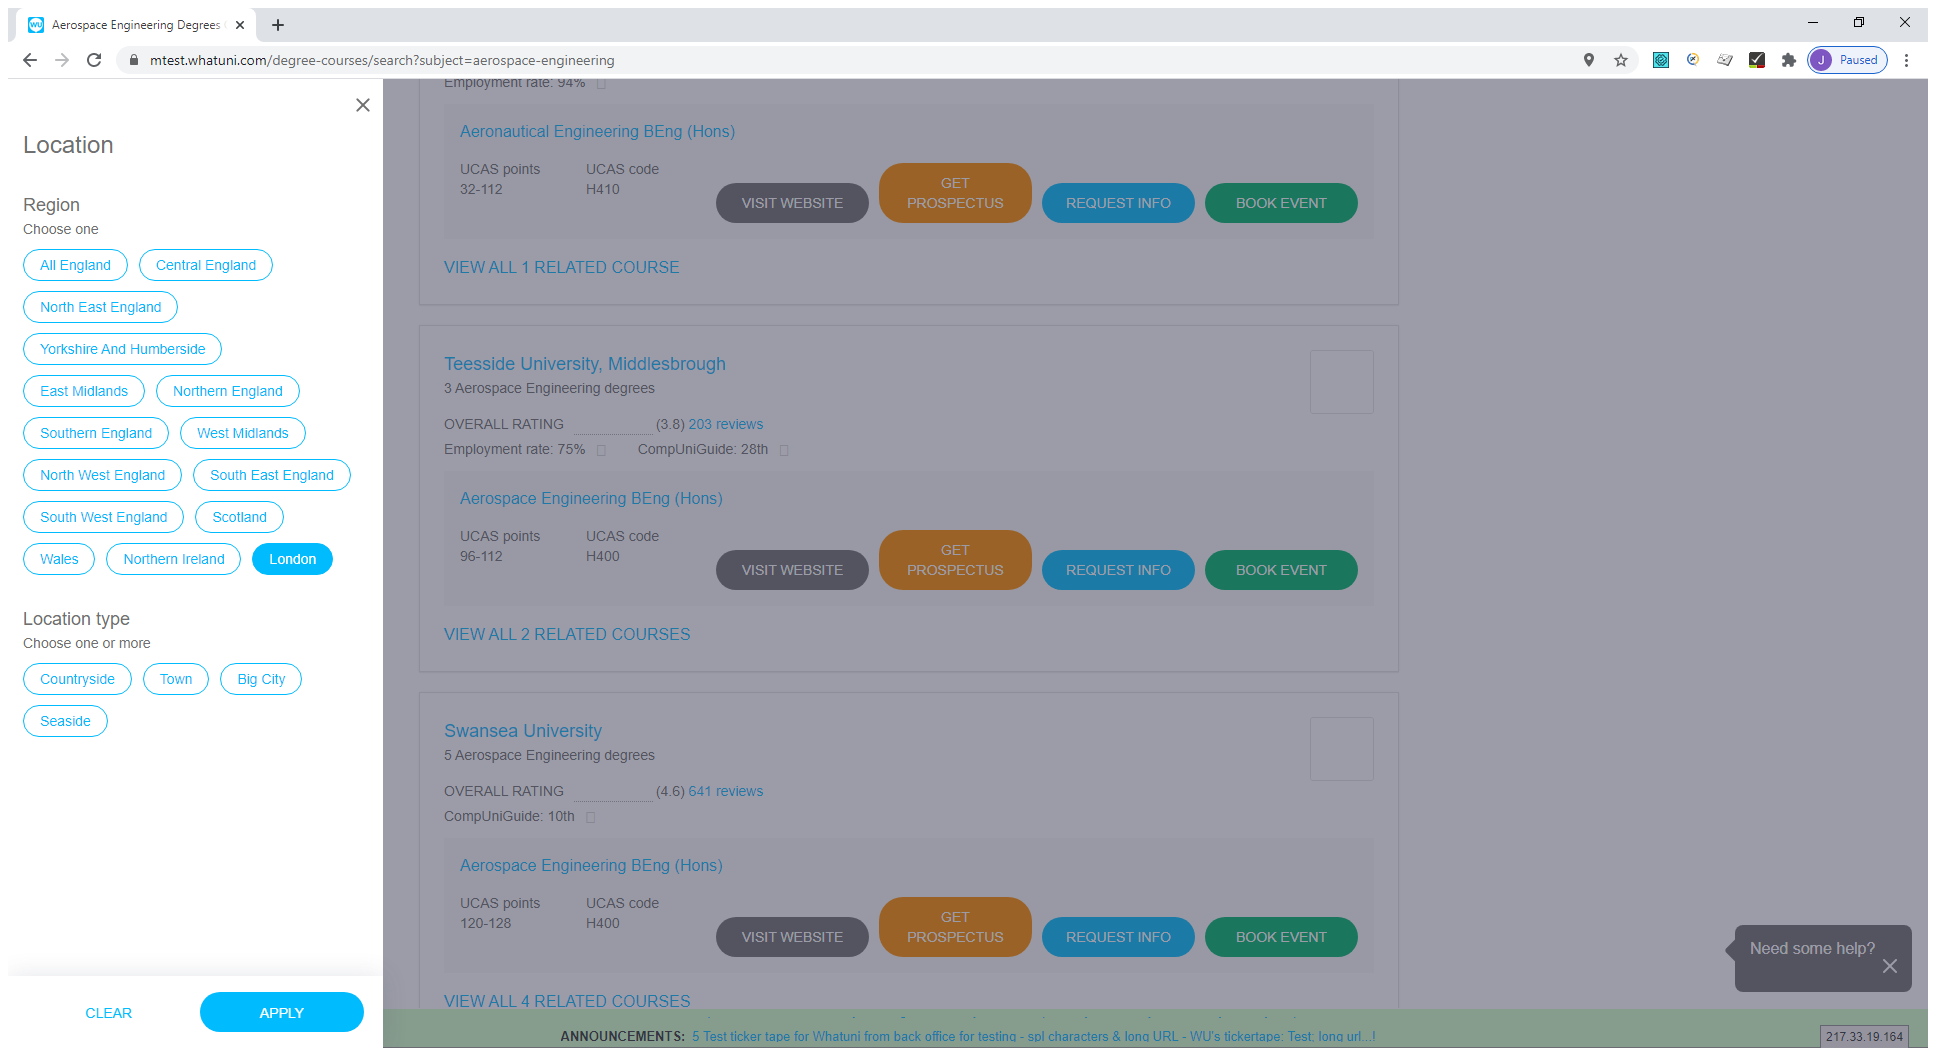 Aerospace Engineering Degrees
mtest.whatuni.com/degree-courses/search?subject=aerospace-engineering
J Paused
Location
Region
Choose one
All England
Central England
North East England
Yorkshire And Humberside
East Midlands
Northern England
Southern England
West Midlands
North West England
South East England
South West England
Scotland
Wales
Northern Ireland
London
Location type
Choose one or more
Countryside
Town
Big City
Seaside
CLEAR
APPLY
Employment rate: 94%
Aeronautical Engineering BEng (Hons)
UCAS points
32-112
UCAS code
H410
VISIT WEBSITE
GET
PROSPECTUS
REQUEST INFO
BOOK EVENT
VIEW ALL 1 RELATED COURSE
Teesside University, Middlesbrough
3 Aerospace Engineering degrees
OVERALL RATING (3.8) 203 reviews
Employment rate: 75% CompUniGuide: 28th
Aerospace Engineering BEng (Hons)
UCAS points
96-112
UCAS code
H400
VISIT WEBSITE
GET
PROSPECTUS
REQUEST INFO
BOOK EVENT
VIEW ALL 2 RELATED COURSES
Swansea University
5 Aerospace Engineering degrees
OVERALL RATING (4.6) 641 reviews
CompUniGuide: 10th
Aerospace Engineering BEng (Hons)
UCAS points
120-128
UCAS code
H400
VISIT WEBSITE
GET
PROSPECTUS
REQUEST INFO
BOOK EVENT
VIEW ALL 4 RELATED COURSES
Need some help?
ANNOUNCEMENTS: 5 Test ticker tape for Whatuni from back office for testing - spl characters & long URL - WU's tickertape: Test: long url...!
217.33.19.164